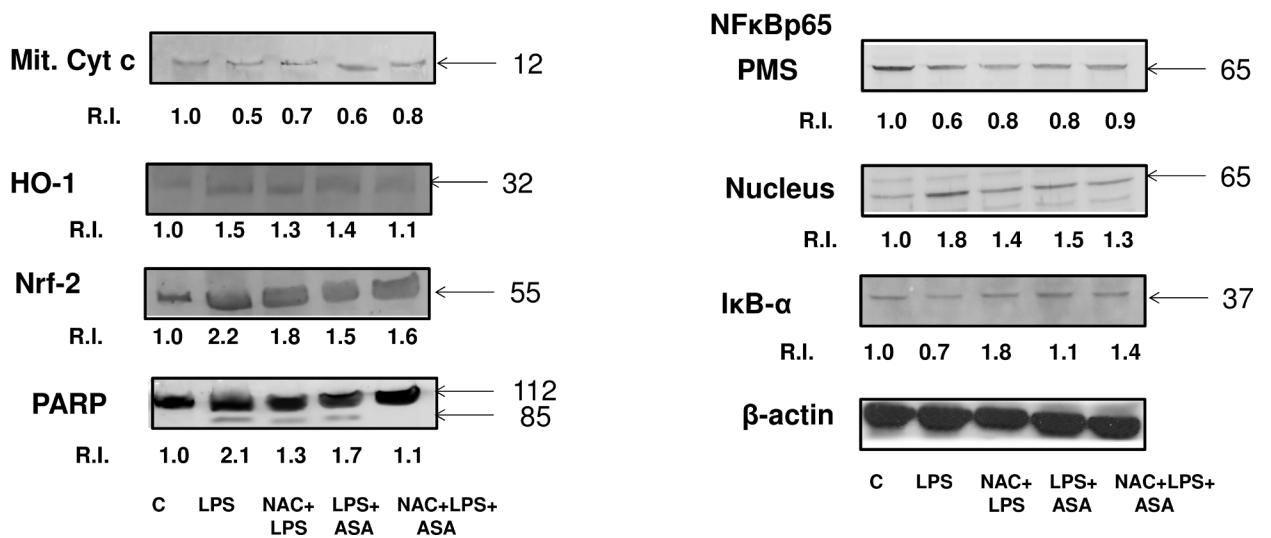 Mit. Cyt c
12
R.I. 1.0 0.5 0.7 0.6 0.8
HO-1
32
R.I. 1.0 1.5 1.3 1.4 1.1
Nrf-2
55
R.I. 1.0 2.2 1.8 1.5 1.6
PARP
112
85
R.I. 1.0 2.1 1.3 1.7 1.1
C LPS NAC+ LPS+ NAC+LPS+
LPS ASA ASA
NFκBp65
PMS
65
R.I. 1.0 0.6 0.8 0.8 0.9
Nucleus
65
R.I. 1.0 1.8 1.4 1.5 1.3
IκB-α
37
R.I. 1.0 0.7 1.8 1.1 1.4
β-actin
C LPS NAC+ LPS+ NAC+LPS+
LPS ASA ASA